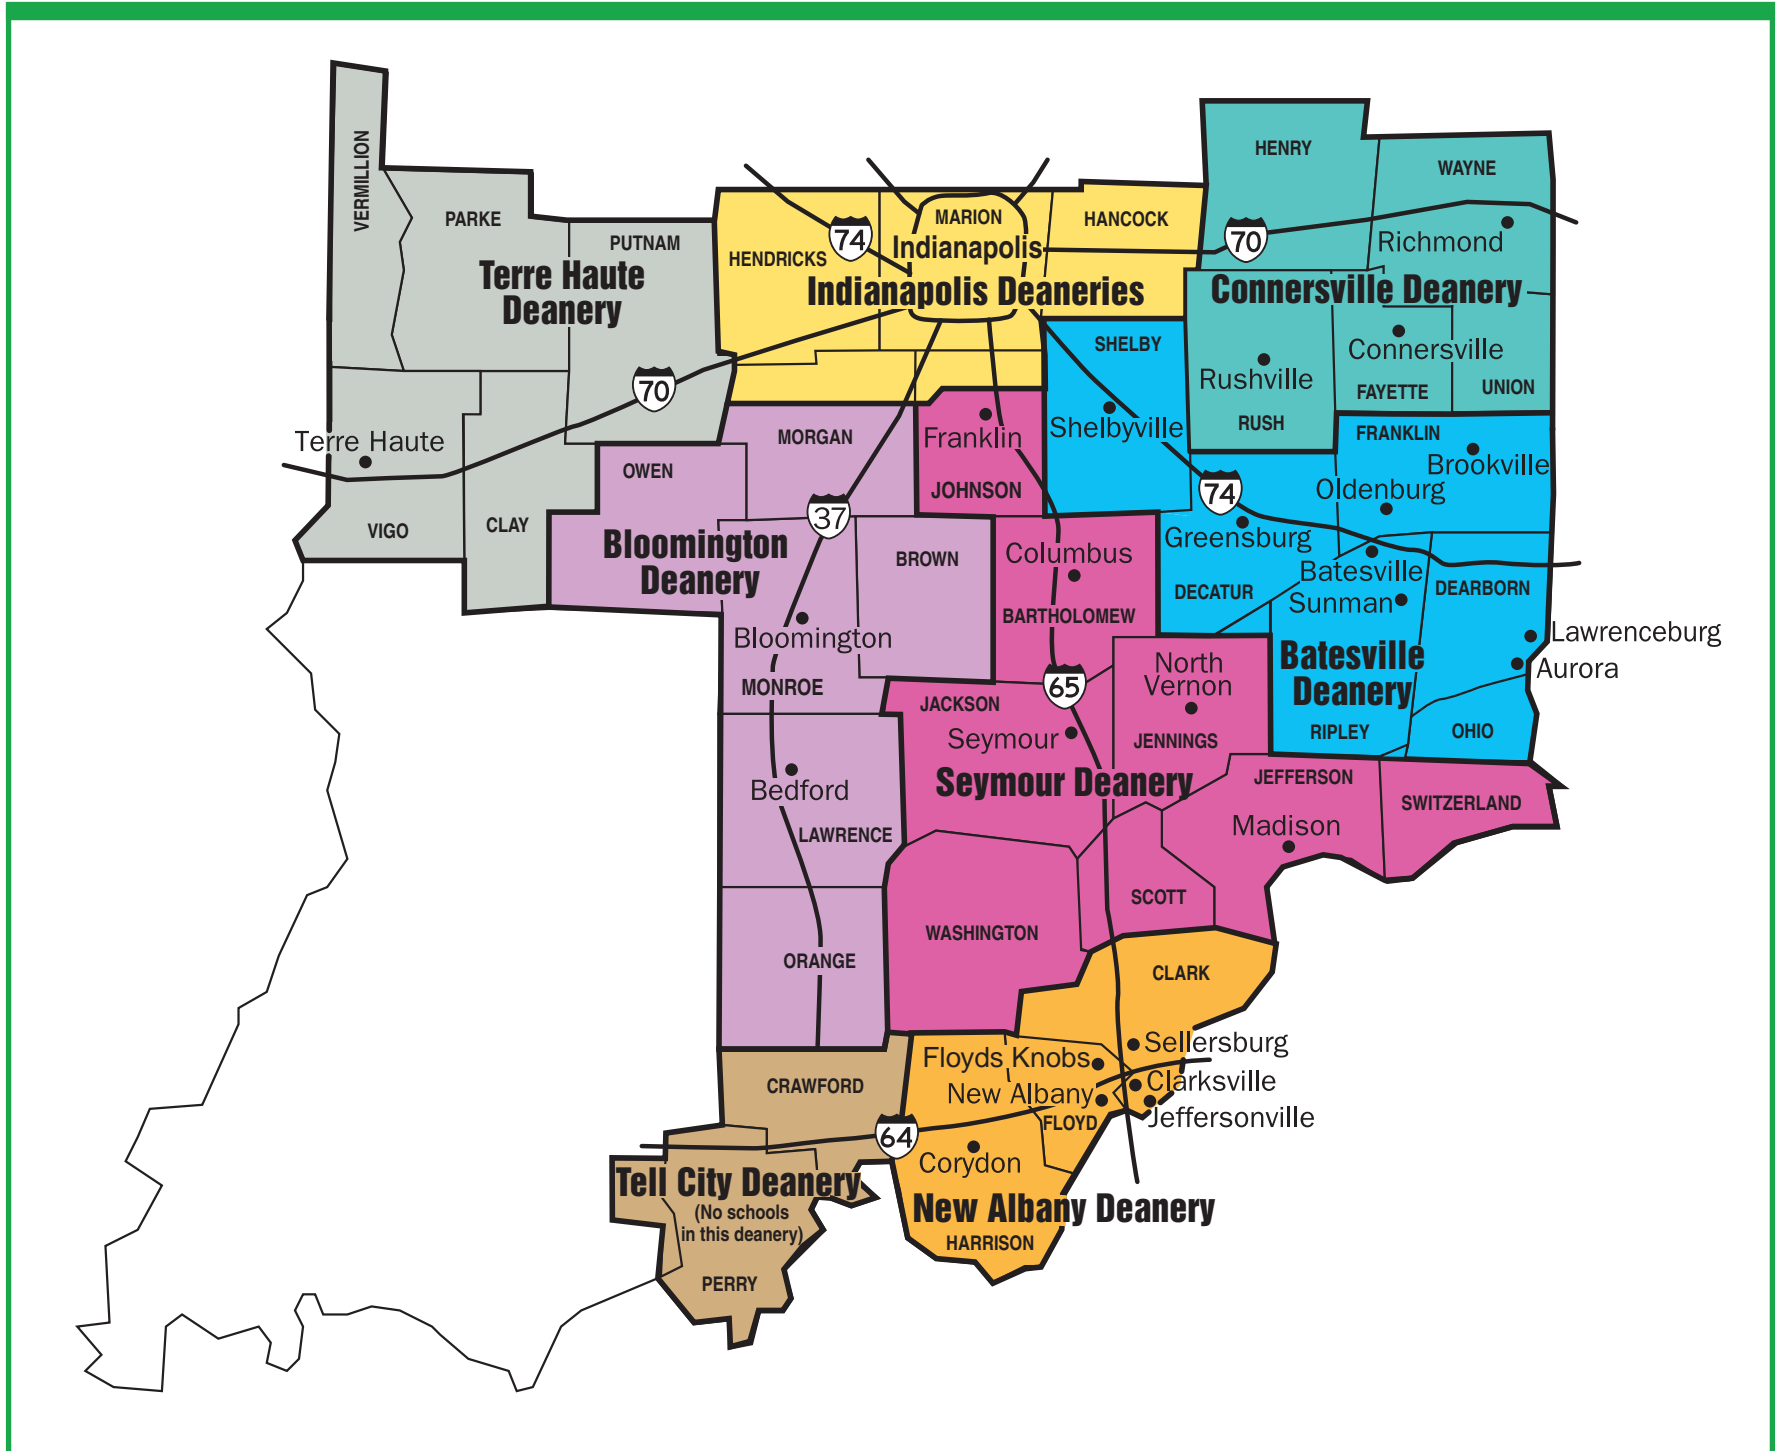 VERMILLION
PARKE
PUTNAM
Terre Haute
Deanery
70
Terre Haute
VIGO
CLAY
HENDRICKS
74
MARION
Indianapolis
HANCOCK
Indianapolis Deaneries
HENRY
WAYNE
70
Richmond
Connersville Deanery
Connersville
Rushville
FAYETTE
UNION
RUSH
SHELBY
Shelbyville
FRANKLIN
Brookville
Oldenburg
74
Greensburg
Batesville
DECATUR
Sunman
DEARBORN
Lawrenceburg
Aurora
Batesville
Deanery
RIPLEY
OHIO
MORGAN
OWEN
37
Bloomington
Deanery
BROWN
Bloomington
MONROE
Bedford
LAWRENCE
ORANGE
Franklin
JOHNSON
Columbus
BARTHOLOMEW
65
North
Vernon
JACKSON
Seymour
JENNINGS
Seymour Deanery
JEFFERSON
SWITZERLAND
Madison
SCOTT
WASHINGTON
CLARK
Sellersburg
Floyds Knobs
Clarksville
New Albany
Jeffersonville
FLOYD
Corydon
New Albany Deanery
HARRISON
CRAWFORD
64
Tell City Deanery
(No schools
in this deanery)
PERRY